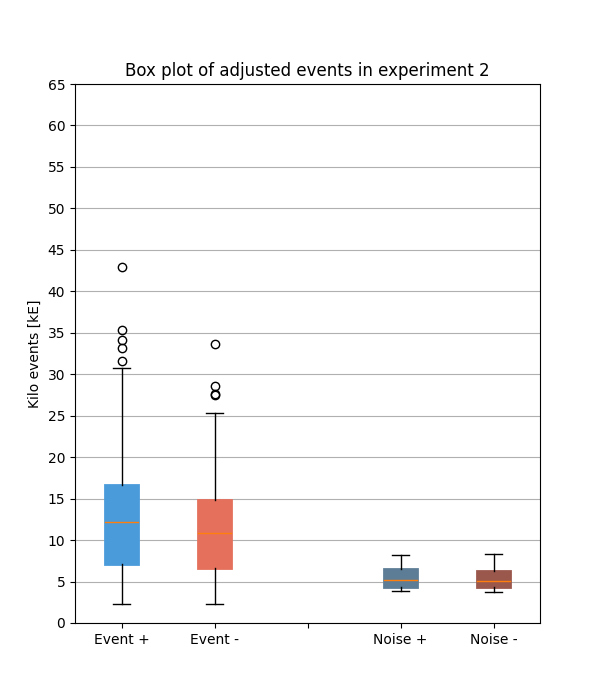 Box plot of adjusted events in experiment 2
65
60
55
50
45
40
35
30
25
20
15
10
5
0
Kilo events [kE]
Event +
Event -
Noise +
Noise -